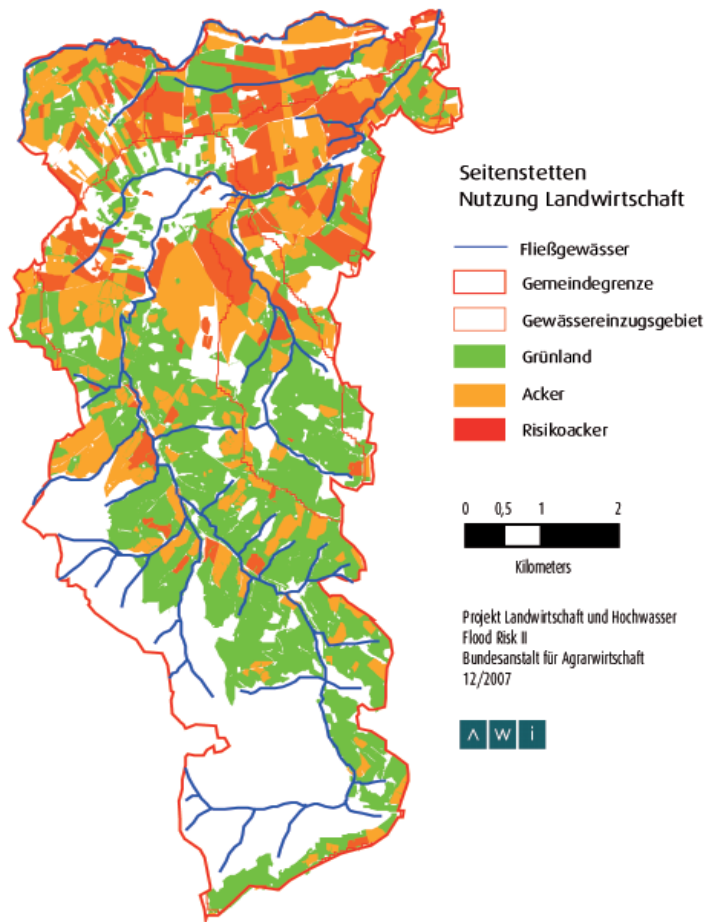 Seitenstetten
Nutzung Landwirtschaft
Fließgewässer
Gemeindegrenze
Gewässereinzugsgebiet
Grünland
Acker
Risikoacker
0 0,5 1 2
Kilometers
Projekt Landwirtschaft und Hochwasser
Flood Risk II
Bundesanstalt für Agrarwirtschaft
12/2007
Λ w i